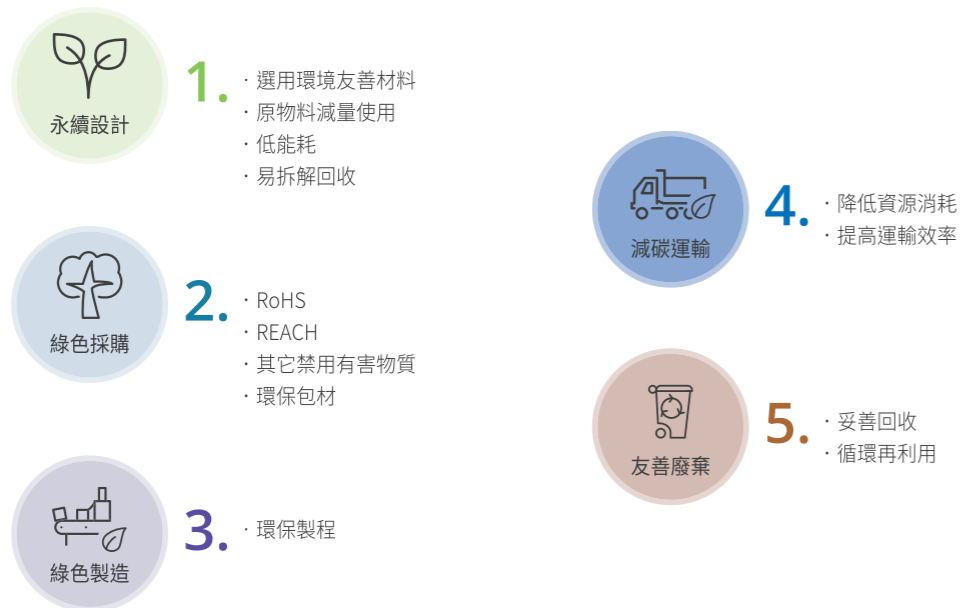 永續設計
1.
·選用環境友善材料
·原物料減量使用
·低能耗
·易拆解回收
綠色採購
2.
·RoHS
·REACH
·其它禁用有害物質
·環保包材
綠色製造
3.
·環保製程
減碳運輸
4.
·降低資源消耗
·提高運輸效率
友善廢棄
5.
·妥善回收
·循環再利用